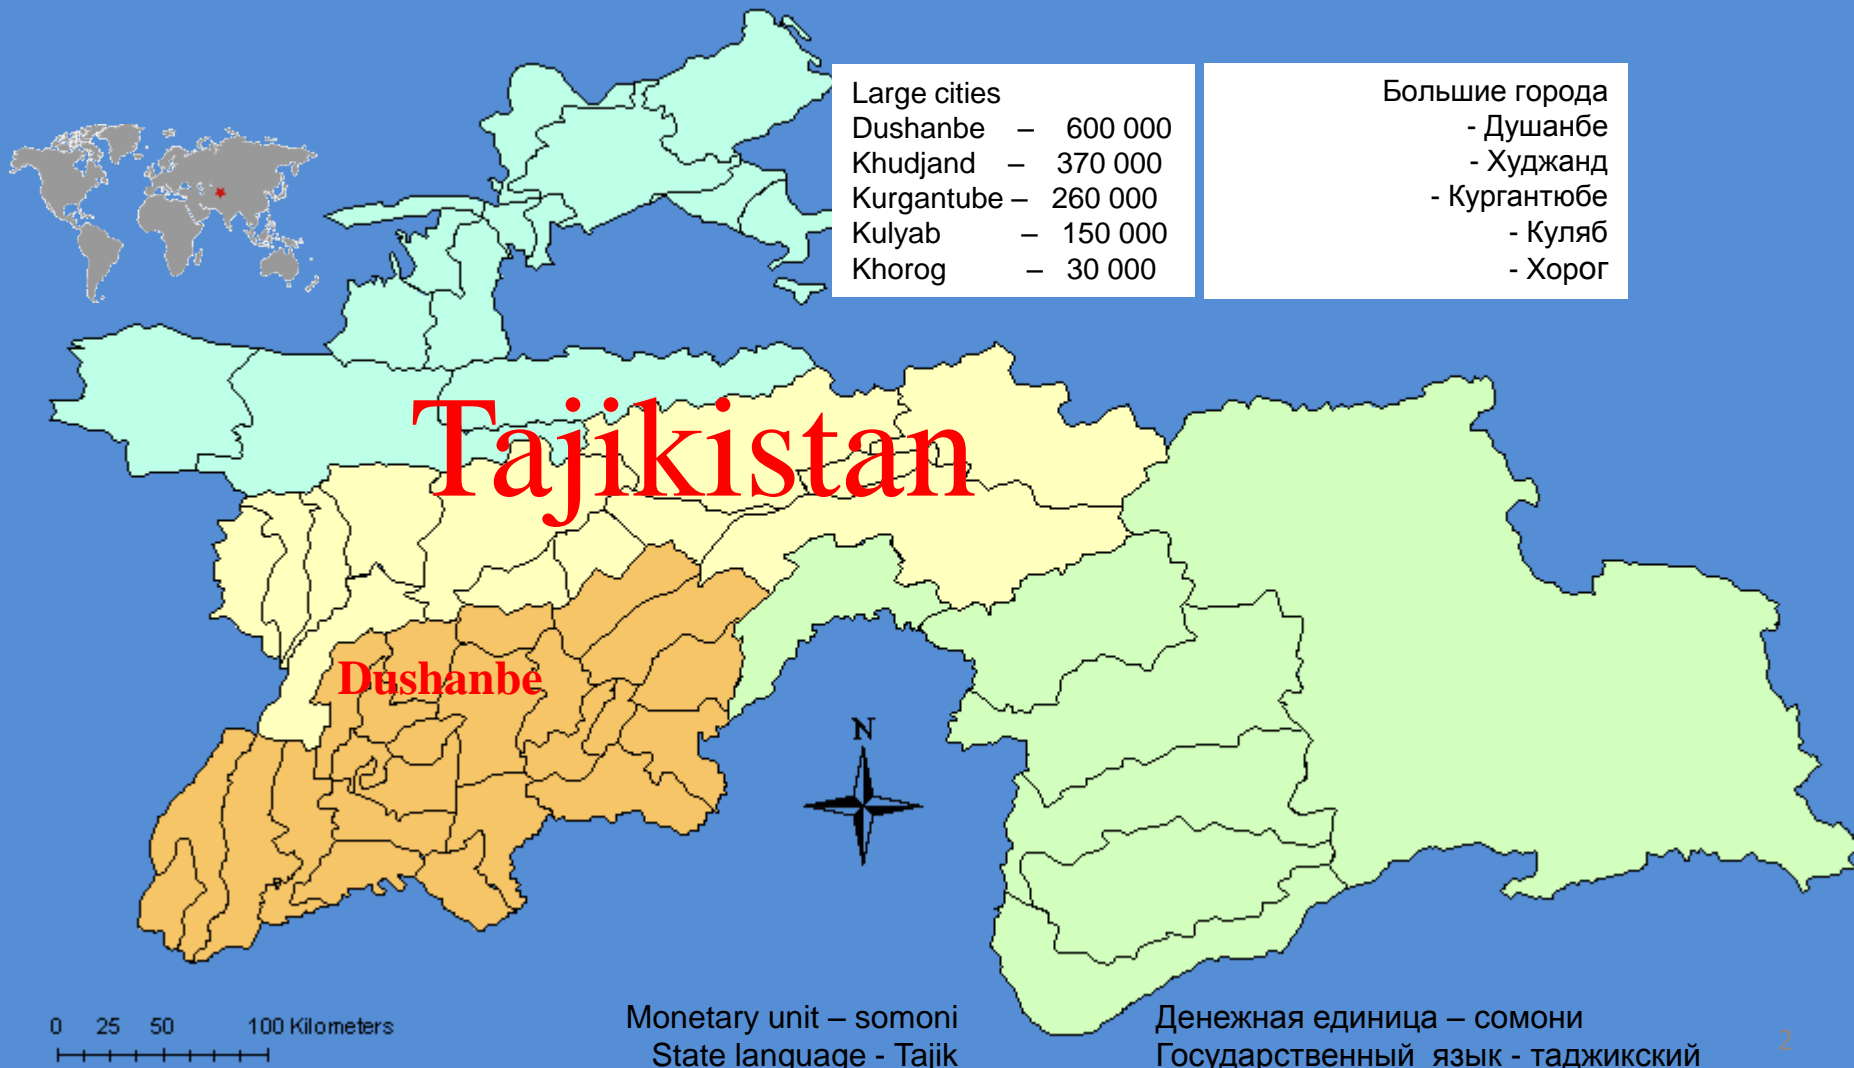 Large cities
Dushanbe – 600 000
Khudjand – 370 000
Kurgantube – 260 000
Kulyab – 150 000
Khorog – 30 000
Большие города
- Душанбе
- Худжанд
- Кургантюбе
- Куляб
- Хорог
Tajikistan
Dushanbe
N
0 25 50 100 Kilometers
Monetary unit – somoni
State language - Tajik
Денежная единица – сомони
Государственный язык - таджикский
2